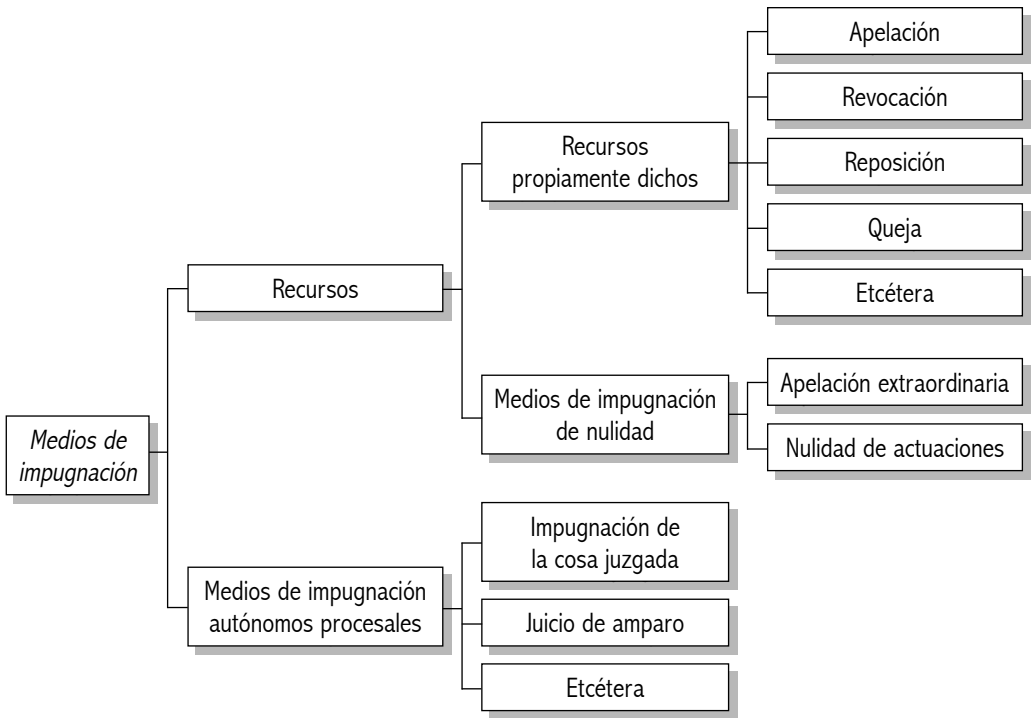 Medios de
impugnación
Recursos
Recursos
propiamente dichos
Apelación
Revocación
Reposición
Queja
Etcétera
Medios de impugnación
de nulidad
Apelación extraordinaria
Nulidad de actuaciones
Medios de impugnación
autónomos procesales
Impugnación de
la cosa juzgada
Juicio de amparo
Etcétera